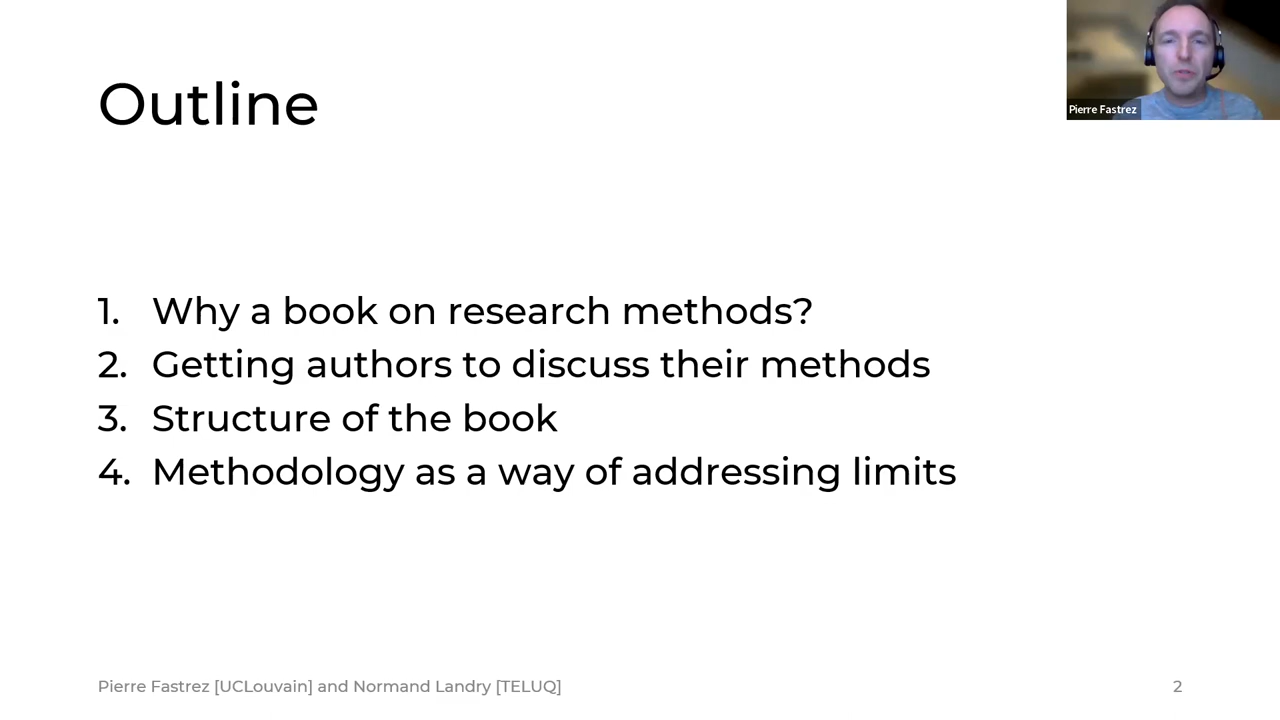 Outline
Pierre Fastrez
1. Why a book on research methods?
2. Getting authors to discuss their methods
3. Structure of the book
4. Methodology as a way of addressing limits
Pierre Fastrez [UCLouvain] and Normand Landry [TELUQ]
2